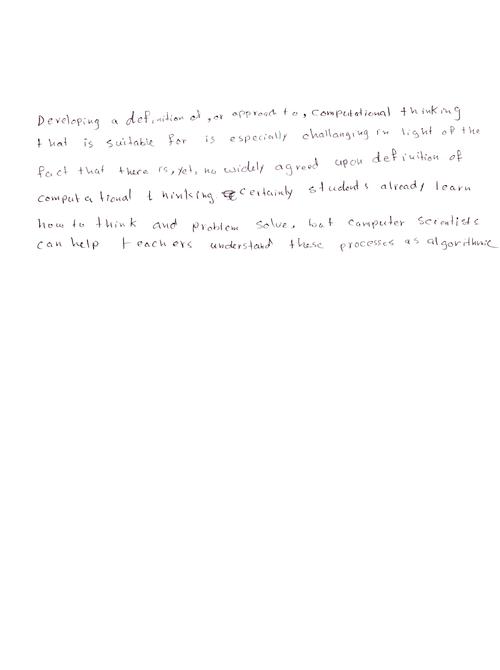 Developing a definition of, or approach to, computational thinking
that is suitable for is especially challanging in light of the
fact that there is, yet, no widely agreed upon definition of
computational thinking certainly students already learn
how to think and problem solve, but computer scientists
can help teachers understand these processes as algorithmic